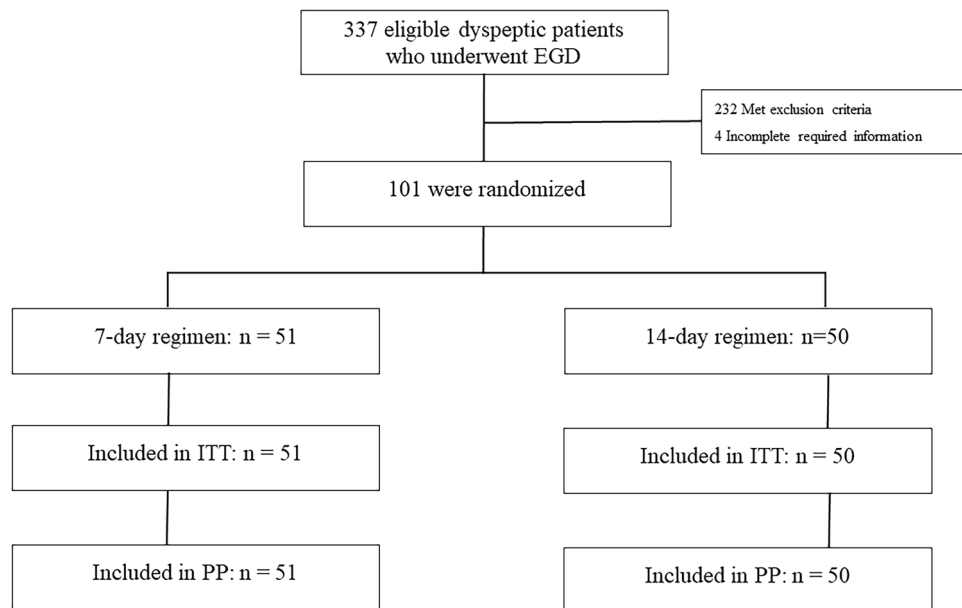 337 eligible dyspeptic patients
who underwent EGD
232 Met exclusion criteria
4 Incomplete required information
101 were randomized
7-day regimen: n = 51
14-day regimen: n=50
Included in ITT: n = 51
Included in ITT: n = 50
Included in PP: n = 51
Included in PP: n = 50